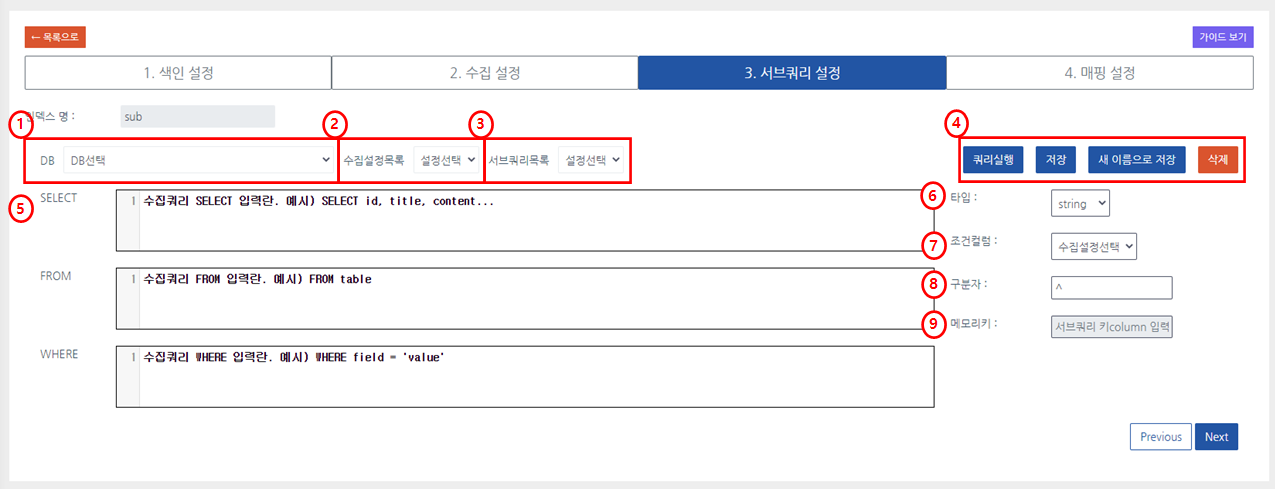 ← 목록으로
가이드 보기
1. 색인 설정
2. 수집 설정
3. 서브쿼리 설정
4. 매핑 설정
1
인덱스 명 :
sub
2
3
4
DB
DB선택
수집설정목록
설정선택
서브쿼리목록
설정선택
쿼리실행
저장
새 이름으로 저장
삭제
5
SELECT
1
수집쿼리 SELECT 입력란. 예시) SELECT id, title, content...
6
타입 :
string
7
조건컬럼 :
수집설정선택
FROM
1
수집쿼리 FROM 입력란. 예시) FROM table
8
구분자 :
^
9
메모리키 :
서브쿼리 키column 입력
WHERE
1
수집쿼리 WHERE 입력란. 예시) WHERE field = 'value'
Previous
Next